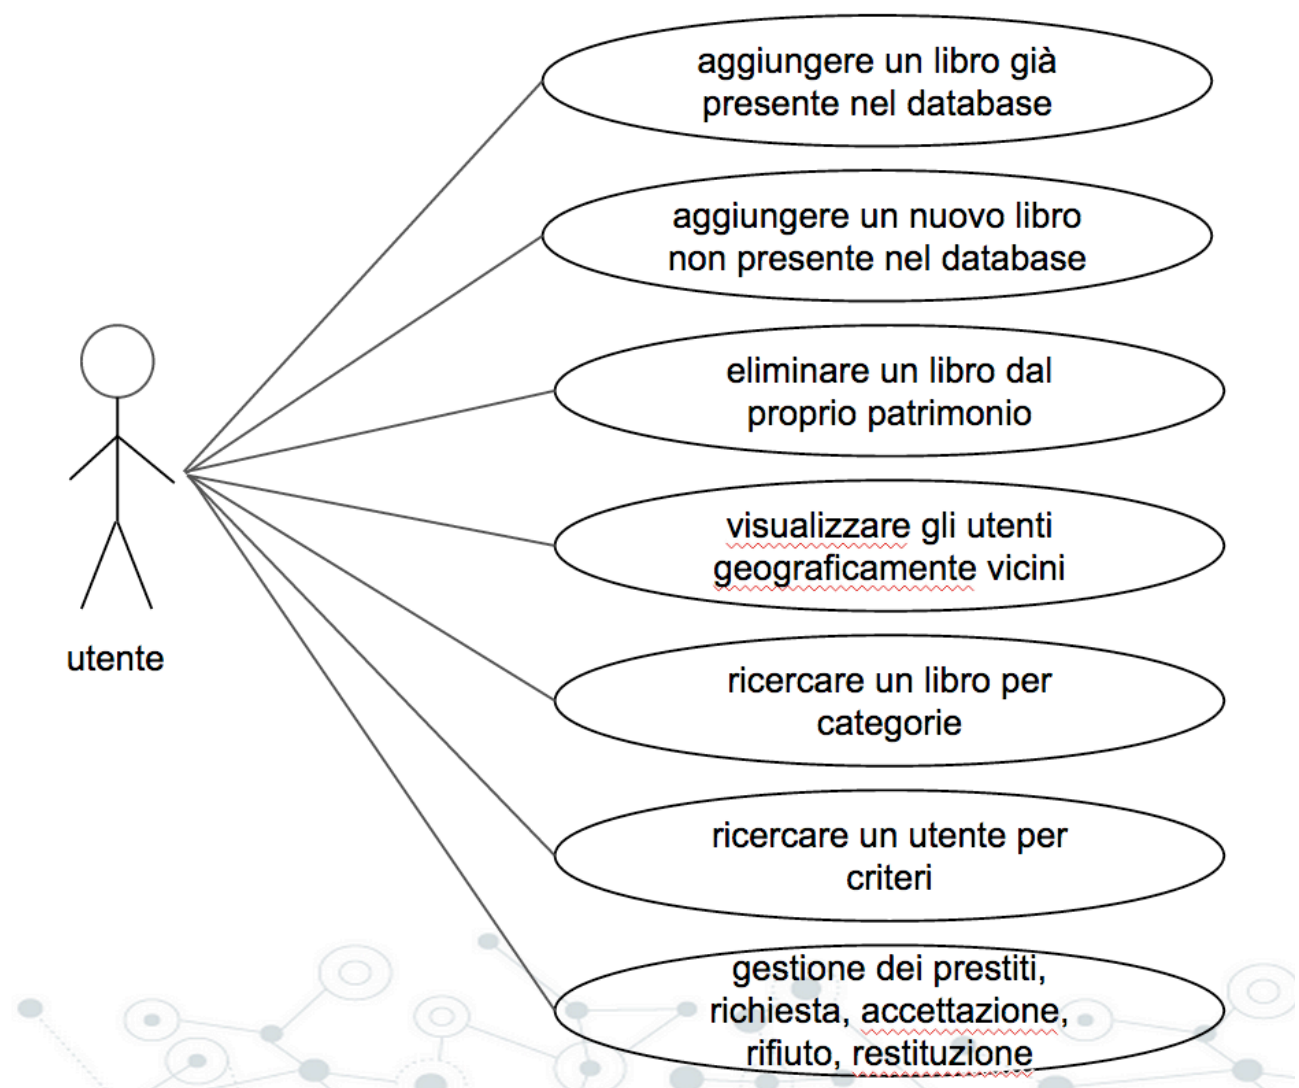 aggiungere un libro già
presente nel database
aggiungere un nuovo libro
non presente nel database
eliminare un libro dal
proprio patrimonio
visualizzare gli utenti
geograficamente vicini
utente
ricercare un libro per
categorie
ricercare un utente per
criteri
gestione dei prestiti,
richiesta, accettazione,
rifiuto, restituzione